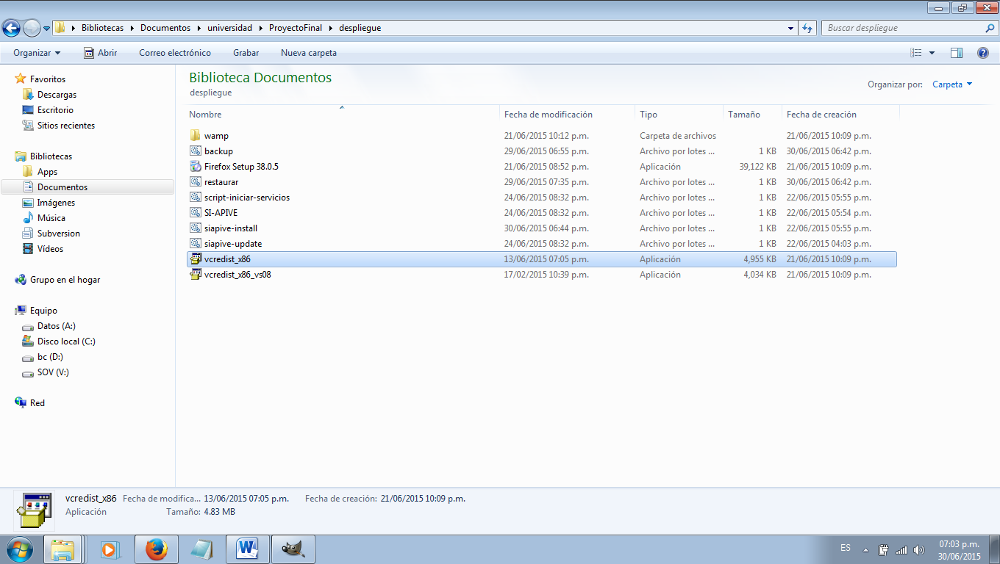 Bibliotecas Documentos universidad ProyectoFinal despliegue Buscar despliegue
Organizar Abrir Correo electrónico Grabar Nueva carpeta
Favoritos
Descargas
Escritorio
Sitios recientes
Bibliotecas
Apps
Documentos
Imágenes
Música
Subversion
Vídeos
Grupo en el hogar
Equipo
Datos (A:)
Disco local (C:)
bc (D:)
SOV (V:)
Red
Biblioteca Documentos
despliegue
Organizar por: Carpeta
Nombre Fecha de modificación Tipo Tamaño Fecha de creación
wamp 21/06/2015 10:12 p.m. Carpeta de archivos 21/06/2015 10:09 p.m.
backup 29/06/2015 06:55 p.m. Archivo por lotes ... 1 KB 30/06/2015 06:42 p.m.
Firefox Setup 38.0.5 21/06/2015 08:52 p.m. Aplicación 39,122 KB 21/06/2015 10:09 p.m.
restaurar 29/06/2015 07:35 p.m. Archivo por lotes ... 1 KB 30/06/2015 06:42 p.m.
script-iniciar-servicios 24/06/2015 08:32 p.m. Archivo por lotes ... 1 KB 22/06/2015 05:55 p.m.
SI-APIVE 24/06/2015 08:32 p.m. Archivo por lotes ... 1 KB 22/06/2015 05:54 p.m.
siapive-install 30/06/2015 06:44 p.m. Archivo por lotes ... 1 KB 22/06/2015 05:55 p.m.
siapive-update 24/06/2015 08:32 p.m. Archivo por lotes ... 1 KB 22/06/2015 04:03 p.m.
vcredist_x86 13/06/2015 07:05 p.m. Aplicación 4,955 KB 21/06/2015 10:09 p.m.
vcredist_x86_vs08 17/02/2015 10:39 p.m. Aplicación 4,034 KB 21/06/2015 10:09 p.m.
vcredist_x86 Fecha de modifica... 13/06/2015 07:05 p.m. Fecha de creación: 21/06/2015 10:09 p.m.
Aplicación Tamaño: 4.83 MB
ES
07:03 p.m.
30/06/2015